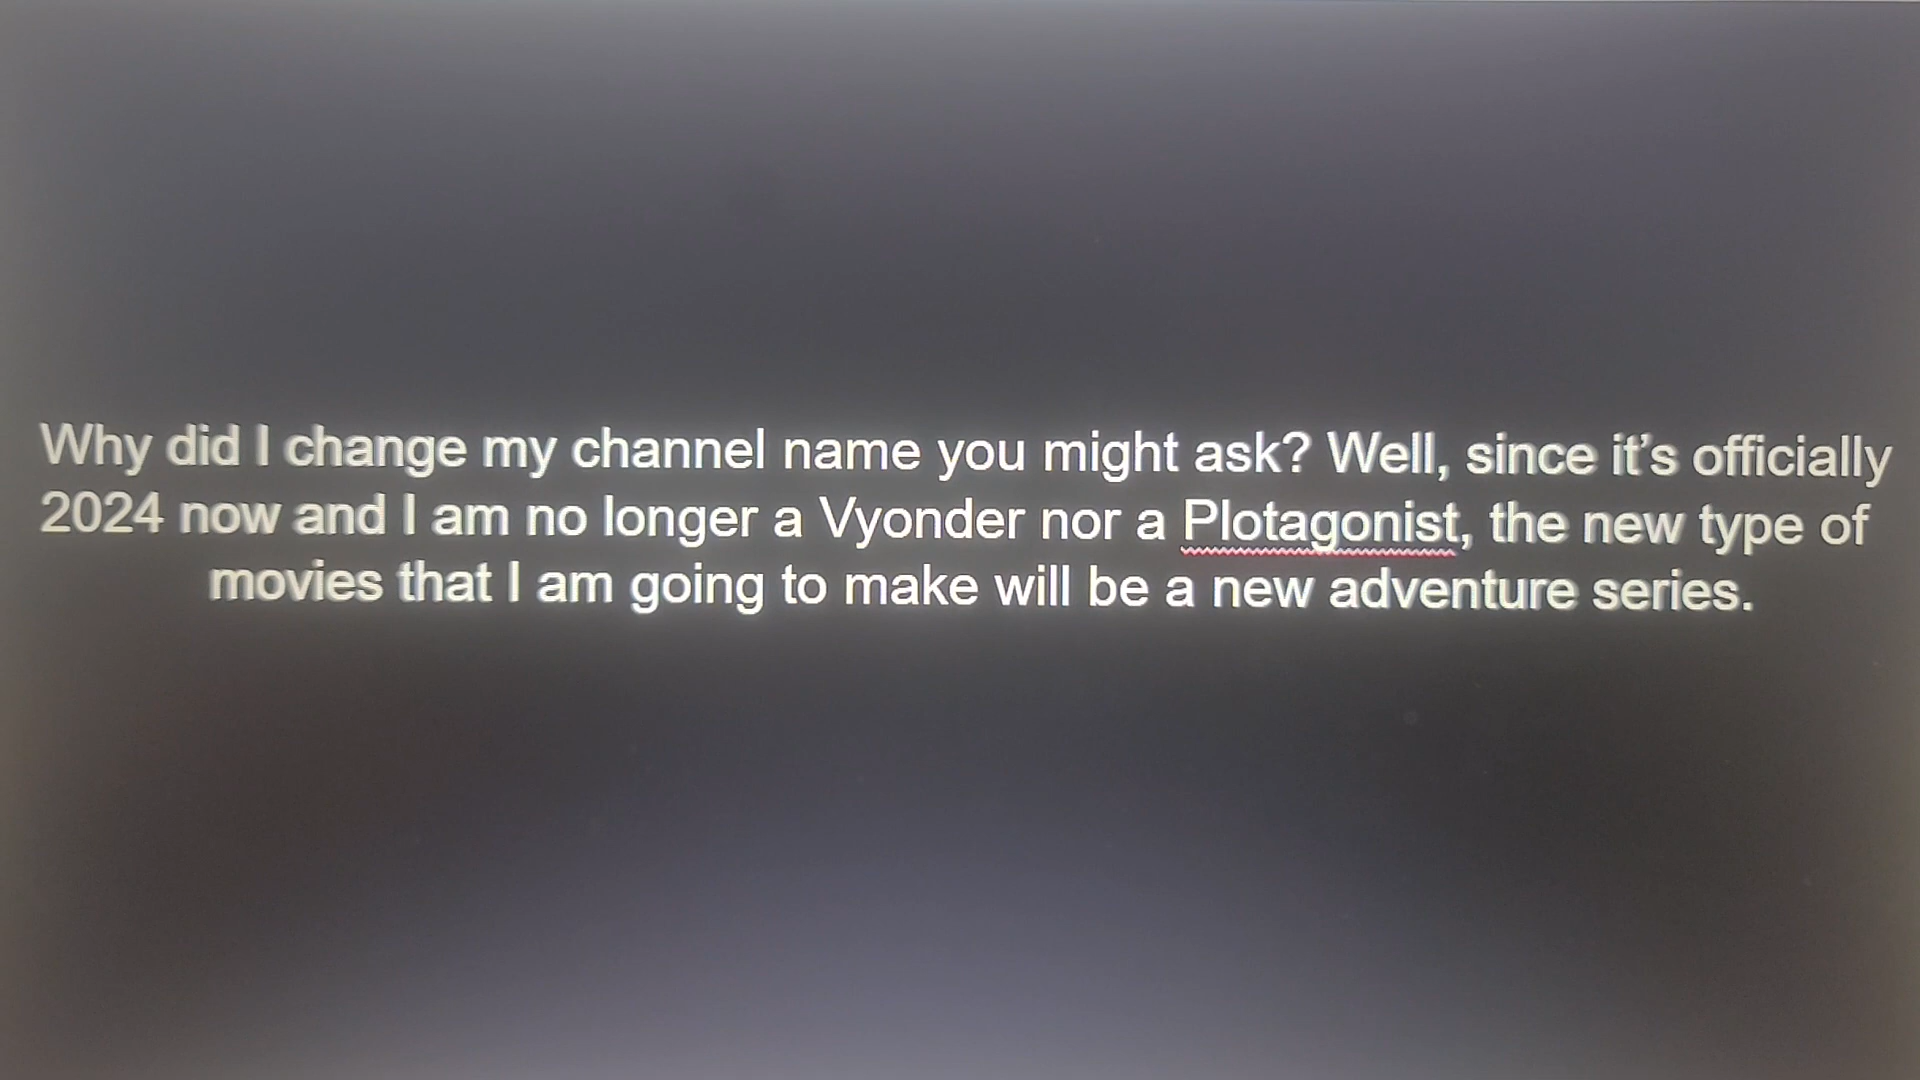 Why did I change my channel name you might ask? Well, since it’s officially
2024 now and I am no longer a Vyonder nor a Plotagonist, the new type of
movies that I am going to make will be a new adventure series.